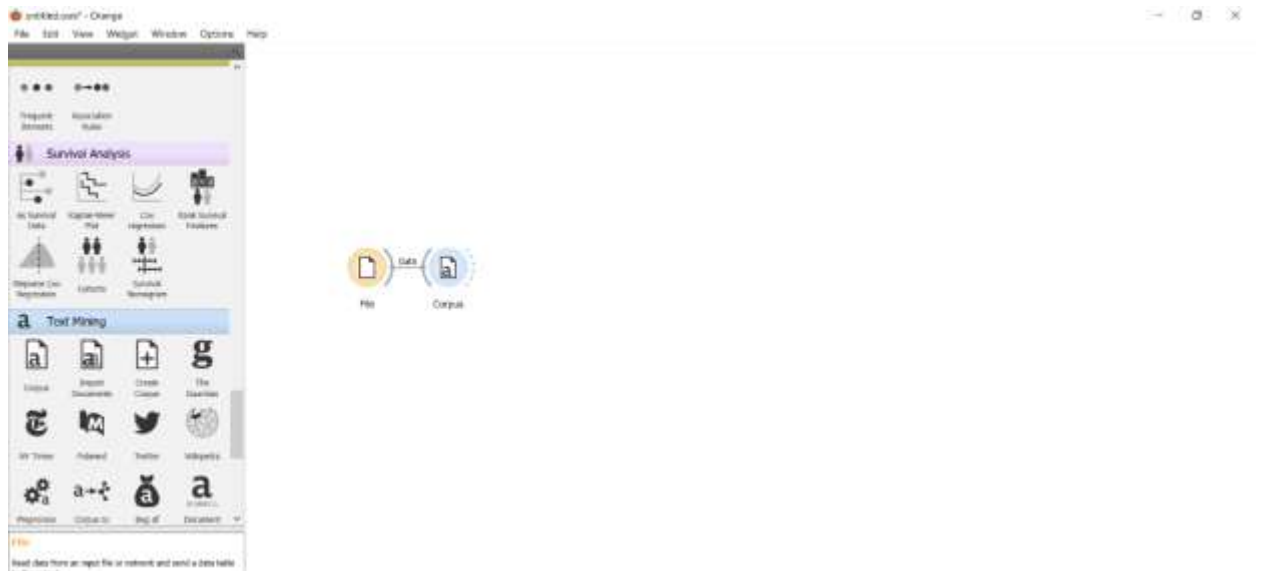 untitled.ows* - Orange
File Edit View Widget Window Options Help
Frequent Itemsets
Association Rules
Survival Analysis
As Survival Data
Kaplan-Meier Plot
Cox regression
Rank Survival Features
Stepwise Cox Regression
Cohorts
Survival Nomogram
a Text Mining
Corpus
Import Documents
Create Corpus
The Guardian
NY Times
Pubmed
Twitter
Wikipedia
Preprocess
Corpus to
Bag of
Document
File
Read data from an input file or network and send a data table
Data
File
Corpus